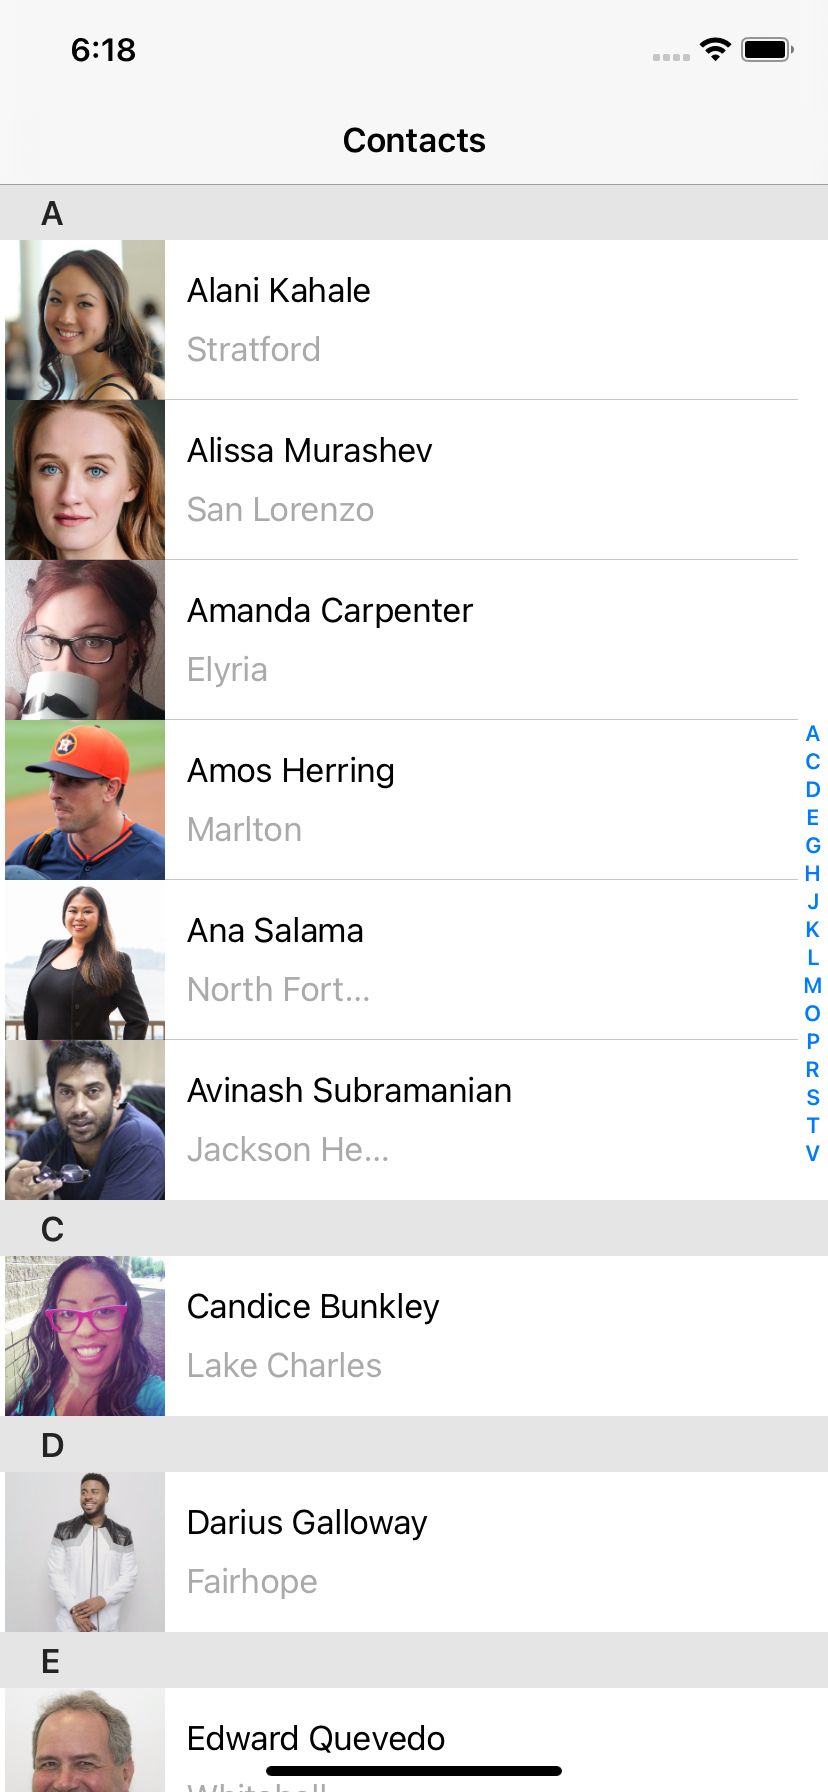 6:18
Contacts
A
Alani Kahale
Stratford
Alissa Murashev
San Lorenzo
Amanda Carpenter
Elyria
Amos Herring
Marlton
Ana Salama
North Fort...
Avinash Subramanian
Jackson He...
C
Candice Bunkley
Lake Charles
D
Darius Galloway
Fairhope
E
Edward Quevedo
Whitehall
A
C
D
E
G
H
J
K
L
M
O
P
R
S
T
V